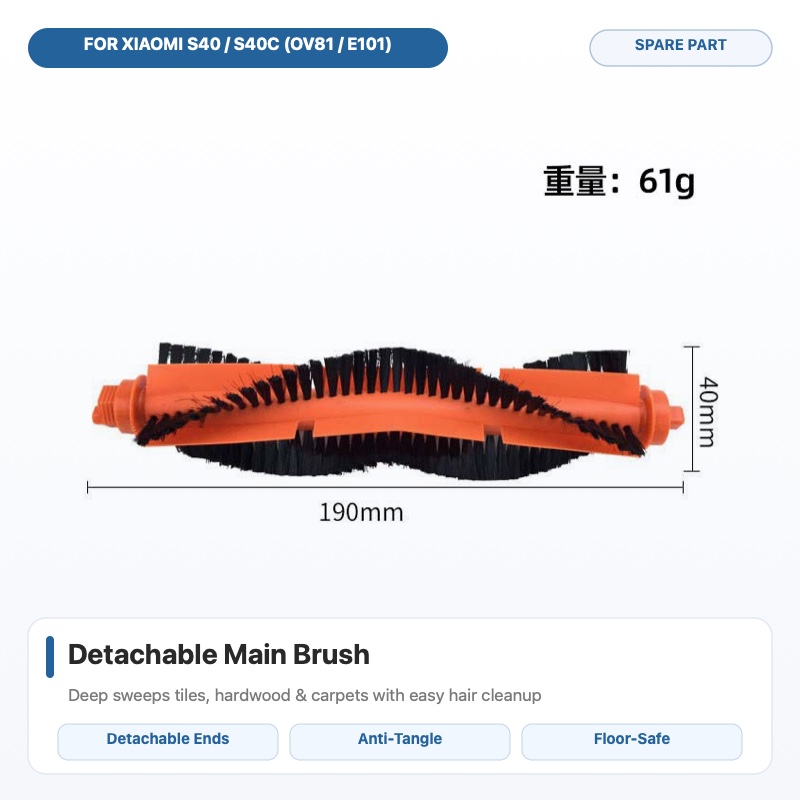 FOR XIAOMI S40 / S40C (OV81 / E101)
SPARE PART
重量：61g
40mm
190mm
Detachable Main Brush
Deep sweeps tiles, hardwood & carpets with easy hair cleanup
Detachable Ends
Anti-Tangle
Floor-Safe